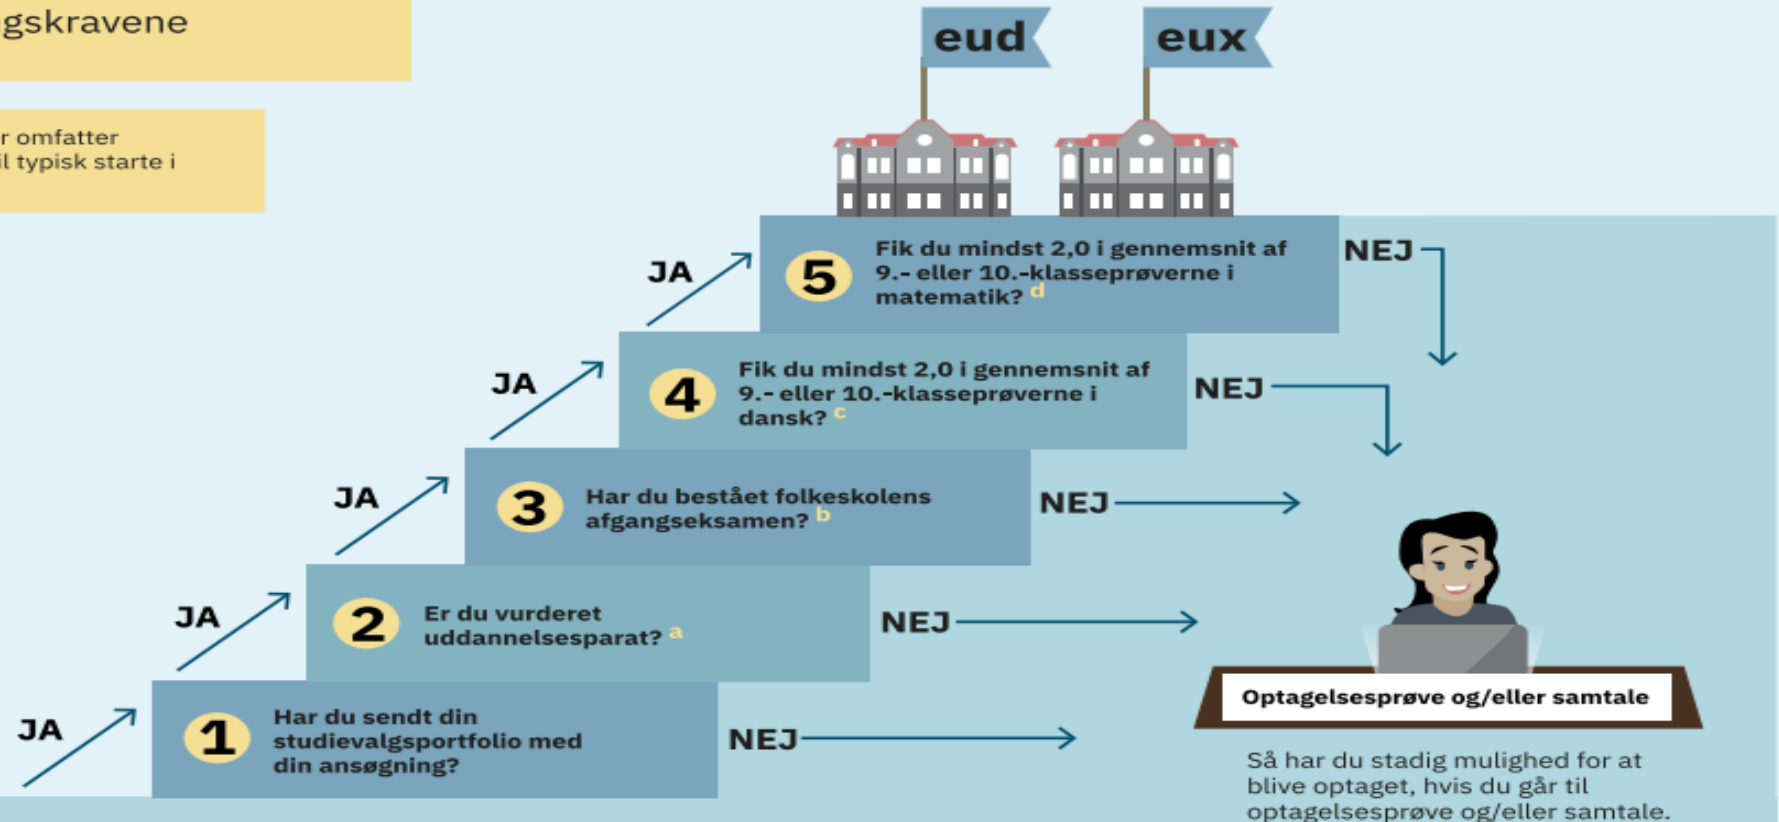 gskravene
r omfatter
il typisk starte i
eud
eux
JA
5
Fik du mindst 2,0 i gennemsnit af
9.- eller 10.-klasseprøverne i
matematik? d
NEJ
JA
4
Fik du mindst 2,0 i gennemsnit af
9.- eller 10.-klasseprøverne i
dansk? c
NEJ
JA
3
Har du bestået folkeskolens
afgangseksamen? b
NEJ
JA
2
Er du vurderet
uddannelsesparat? a
NEJ
JA
1
Har du sendt din
studievalgsportfolio med
din ansøgning?
NEJ
Optagelsesprøve og/eller samtale
Så har du stadig mulighed for at
blive optaget, hvis du går til
optagelsesprøve og/eller samtale.